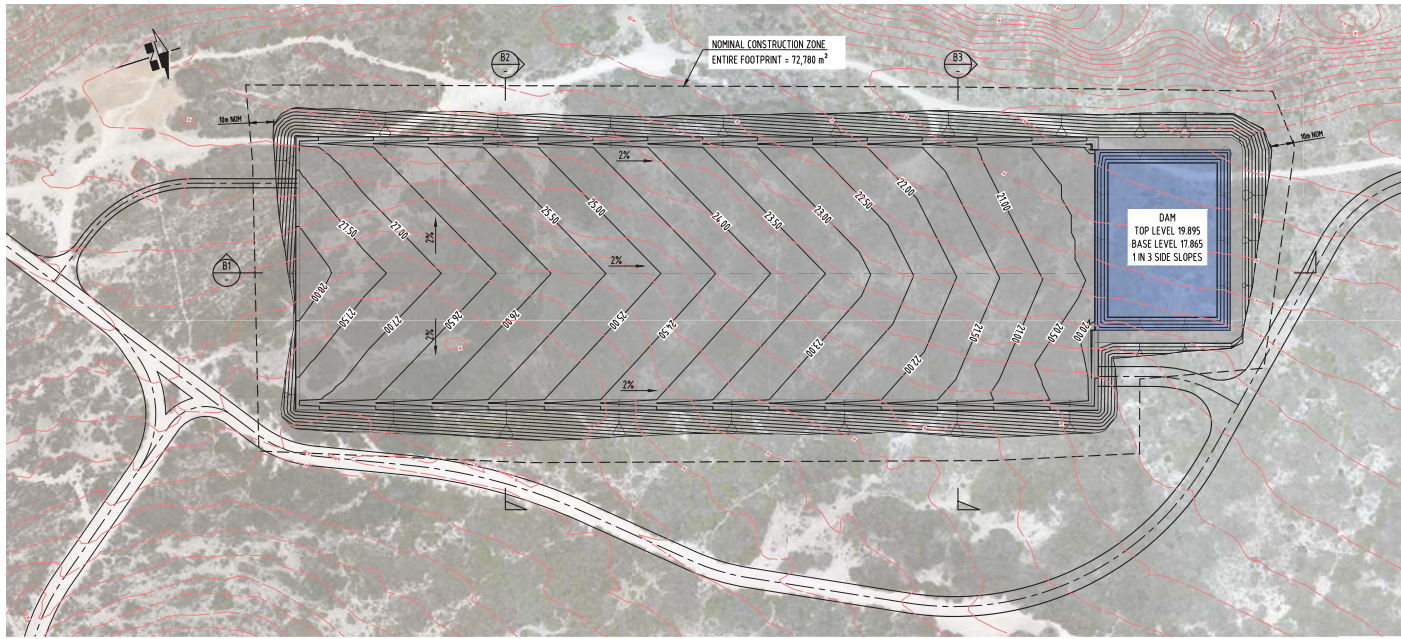 B2
B3
NOMINAL CONSTRUCTION ZONE
ENTIRE FOOTPRINT = 72,780 m²
10m NOM
10m NOM
2%
27.50
27.00
25.50
25.00
24.00
23.50
23.00
22.50
22.00
21.00
2%
DAM
TOP LEVEL 19.895
BASE LEVEL 17.865
1 IN 3 SIDE SLOPES
B1
2%
28.00
27.50
27.00
2%
26.50
26.00
25.00
24.50
23.00
22.00
21.50
21.00
20.50
20.00
2%